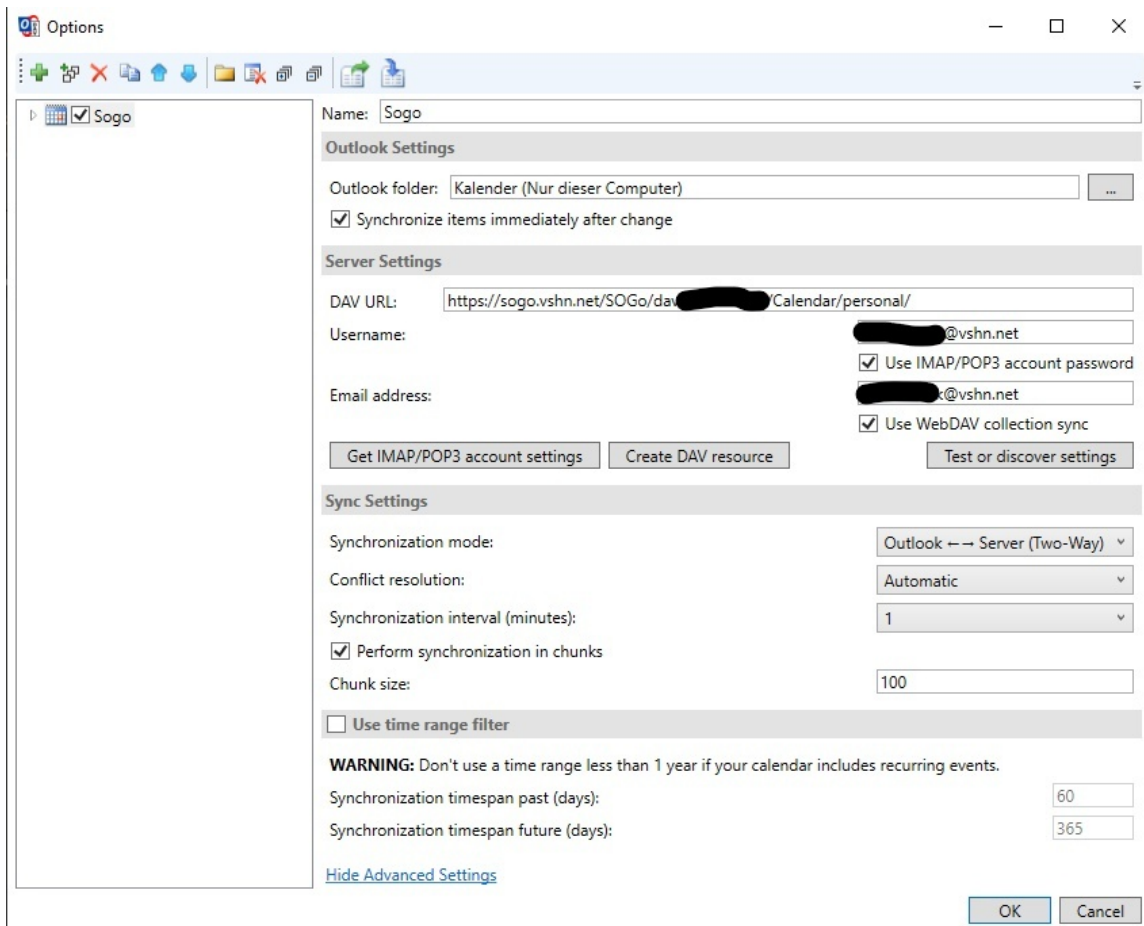 Options
Sogo
Name: Sogo
Outlook Settings
Outlook folder: Kalender (Nur dieser Computer) ...
Synchronize items immediately after change
Server Settings
DAV URL: https://sogo.vshn.net/SOGo/dav /Calendar/personal/
Username: @vshn.net
Use IMAP/POP3 account password
Email address: @vshn.net
Use WebDAV collection sync
Get IMAP/POP3 account settings Create DAV resource Test or discover settings
Sync Settings
Synchronization mode: Outlook ←→ Server (Two-Way)
Conflict resolution: Automatic
Synchronization interval (minutes): 1
Perform synchronization in chunks
Chunk size: 100
Use time range filter
WARNING: Don't use a time range less than 1 year if your calendar includes recurring events.
Synchronization timespan past (days): 60
Synchronization timespan future (days): 365
Hide Advanced Settings
OK Cancel